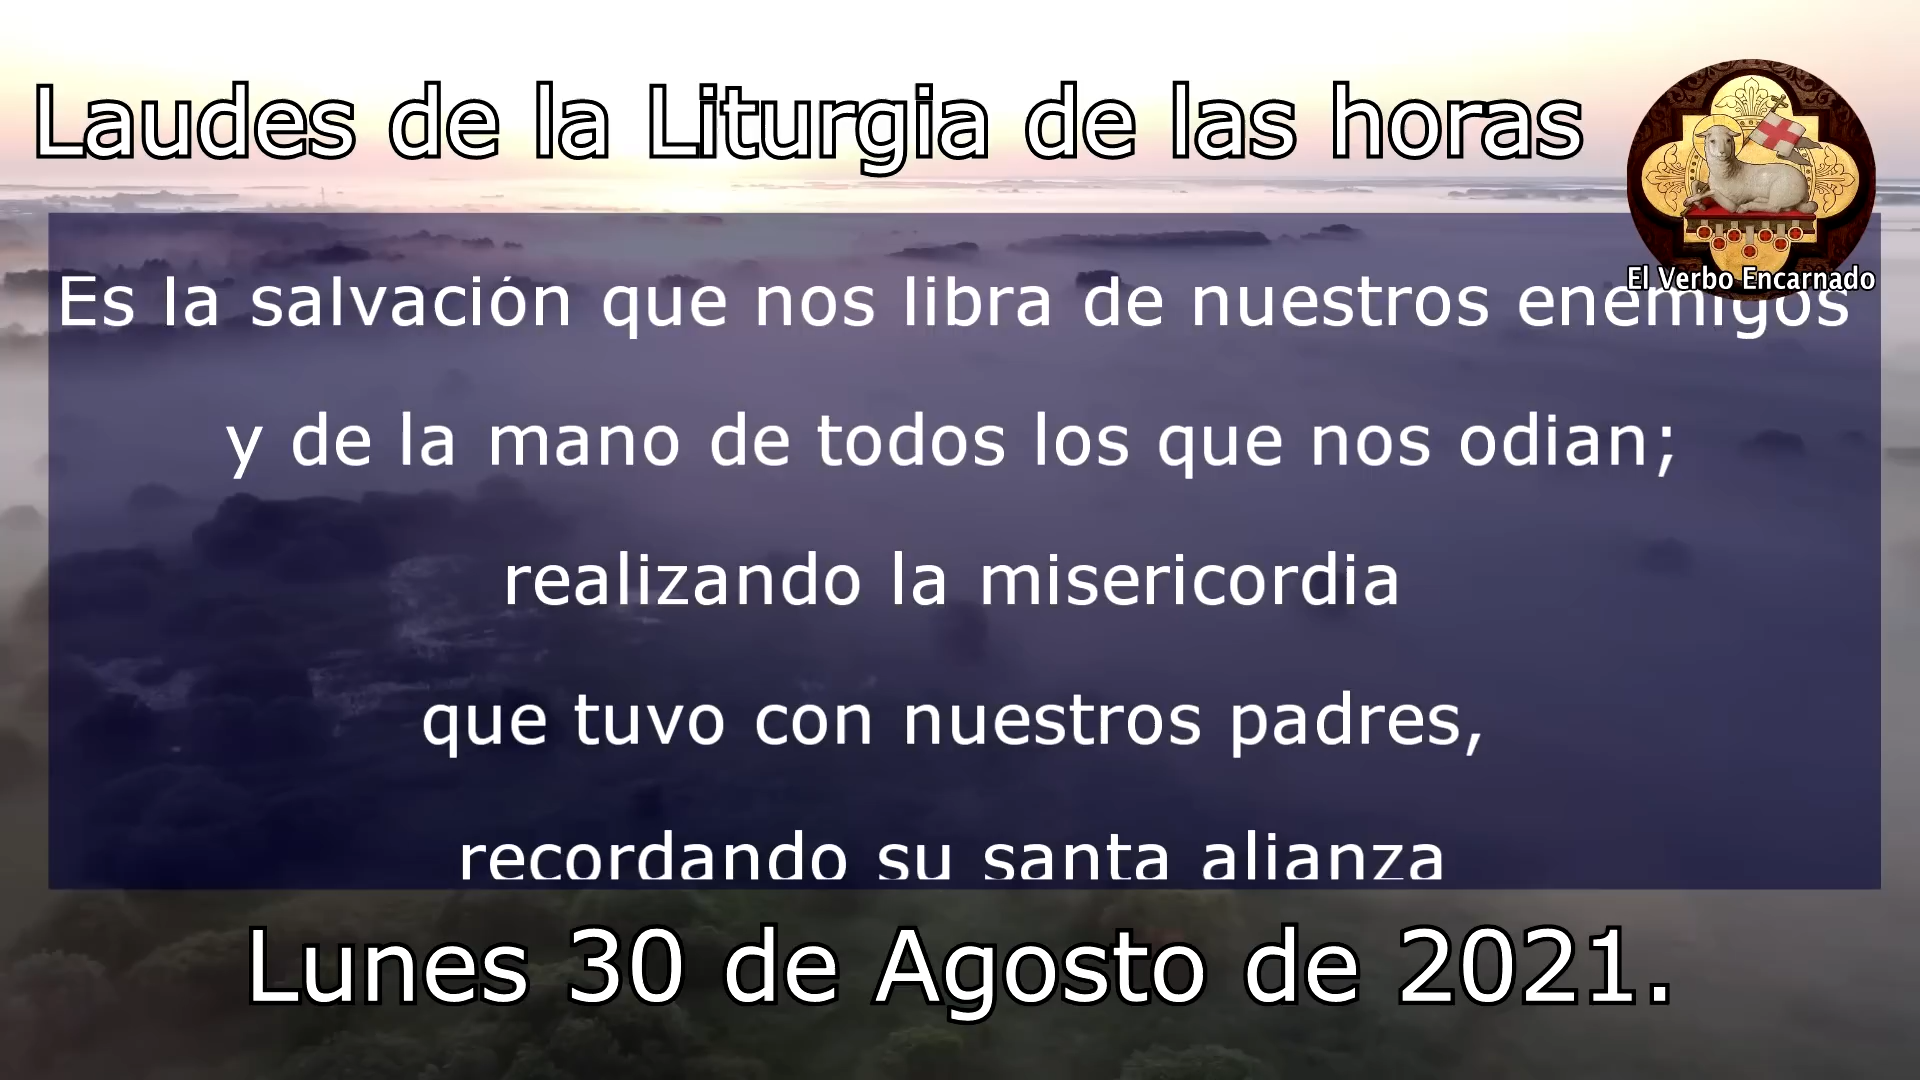 Laudes de la Liturgia de las horas
El Verbo Encarnado
Es la salvación que nos libra de nuestros enemigos
y de la mano de todos los que nos odian;
realizando la misericordia
que tuvo con nuestros padres,
recordando su santa alianza
Lunes 30 de Agosto de 2021.